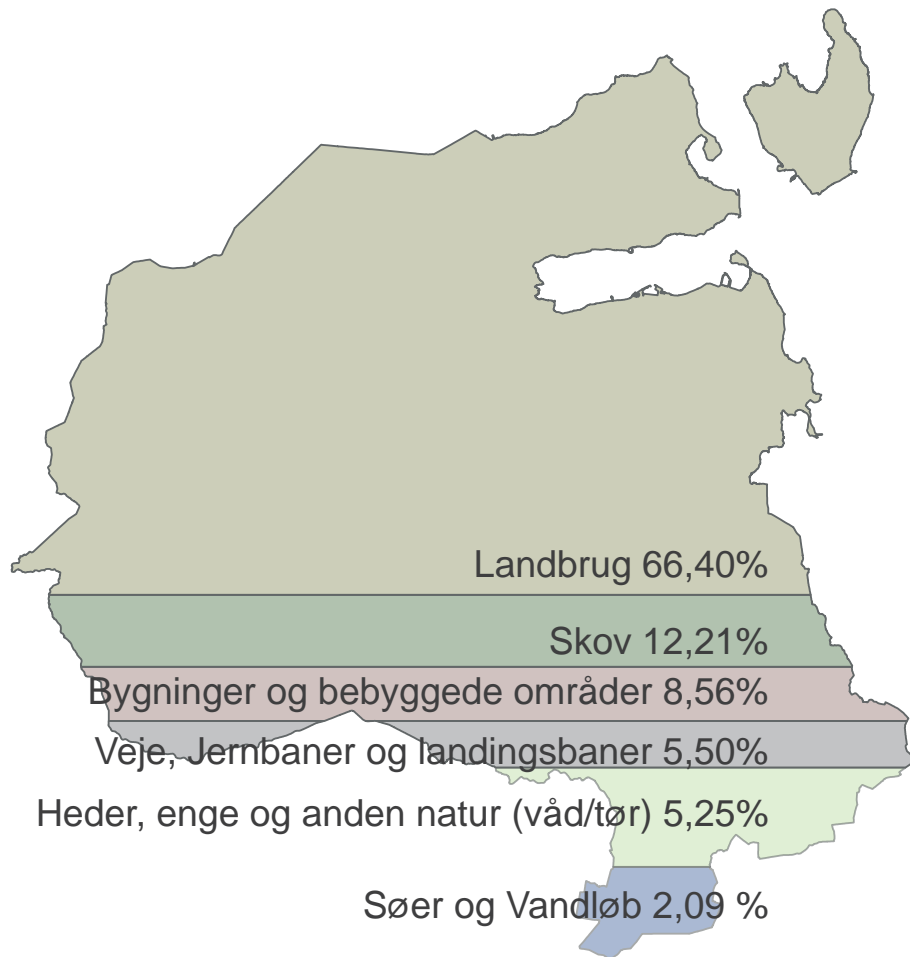 Landbrug 66,40%
Skov 12,21%
Bygninger og bebyggede områder 8,56%
Veje, Jernbaner og landingsbaner 5,50%
Heder, enge og anden natur (våd/tør) 5,25%
Søer og Vandløb 2,09 %